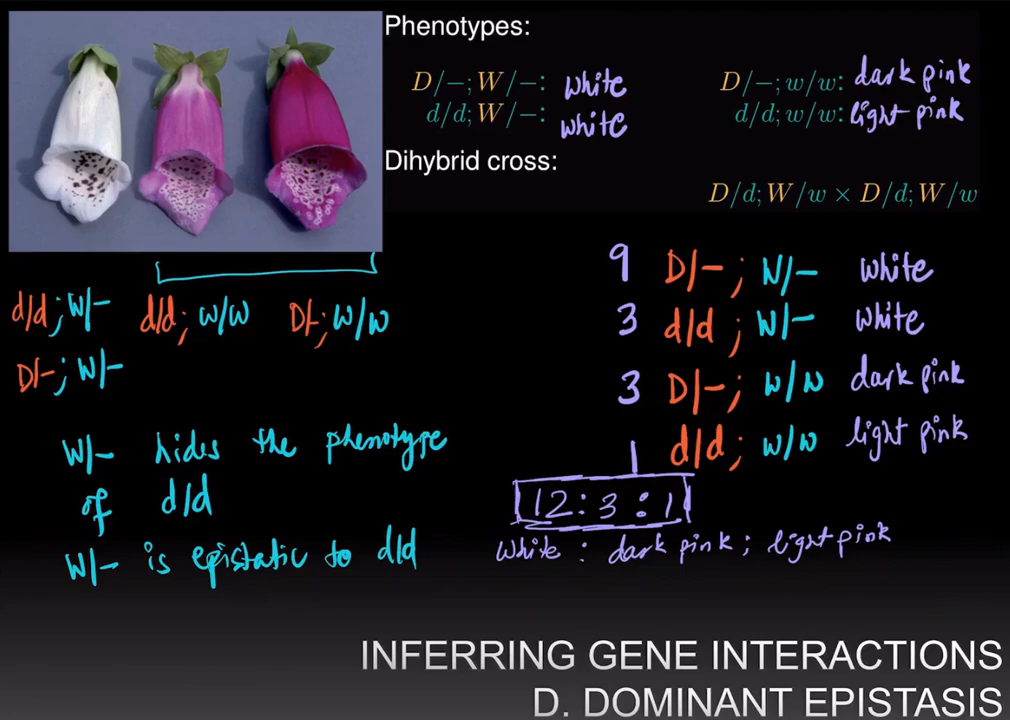 Phenotypes:
D/−; W/−: white
d/d; W/−: white
D/−; w/w: dark pink
d/d; w/w: light pink
Dihybrid cross:
D/d; W/w × D/d; W/w
d/d; W/−
D/−; W/−
d/d; w/w
D/−; w/w
W/− hides the phenotype
of d/d
W/− is epistatic to d/d
9 D/−; W/− white
3 d/d; W/− white
3 D/−; w/w dark pink
1 d/d; w/w light pink
12:3:1
white : dark pink ; light pink
INFERRING GENE INTERACTIONS
D. DOMINANT EPISTASIS